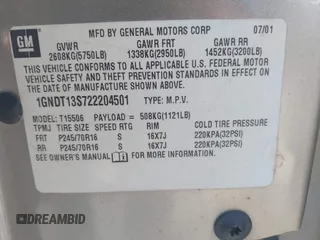 GM
MFD BY GENERAL MOTORS CORP 07/01
GVWR GAWR FRT GAWR RR
2608KG(5750LB) 1338KG(2950LB) 1452KG(3200LB)
THIS VEHICLE CONFORMS TO ALL APPLICABLE U.S. FEDERAL MOTOR
VEHICLE SAFETY AND THEFT PREVENTION STANDARDS IN EFFECT ON
THE DATE OF MANUFACTURE SHOWN ABOVE.
1GNDT13S722204501 TYPE: M.P.V.
MODEL: T15506 PAYLOAD = 508KG(1121LB)
TPMJ TIRE SIZE SPEED RTG RIM COLD TIRE PRESSURE
FRT P245/70R16 S 16X7J 220KPA(32PSI)
RR P245/70R16 S 16X7J 220KPA(32PSI)
SEE OWNER'S MANUAL FOR ADDITIONAL INFORMATION
DREAMBID